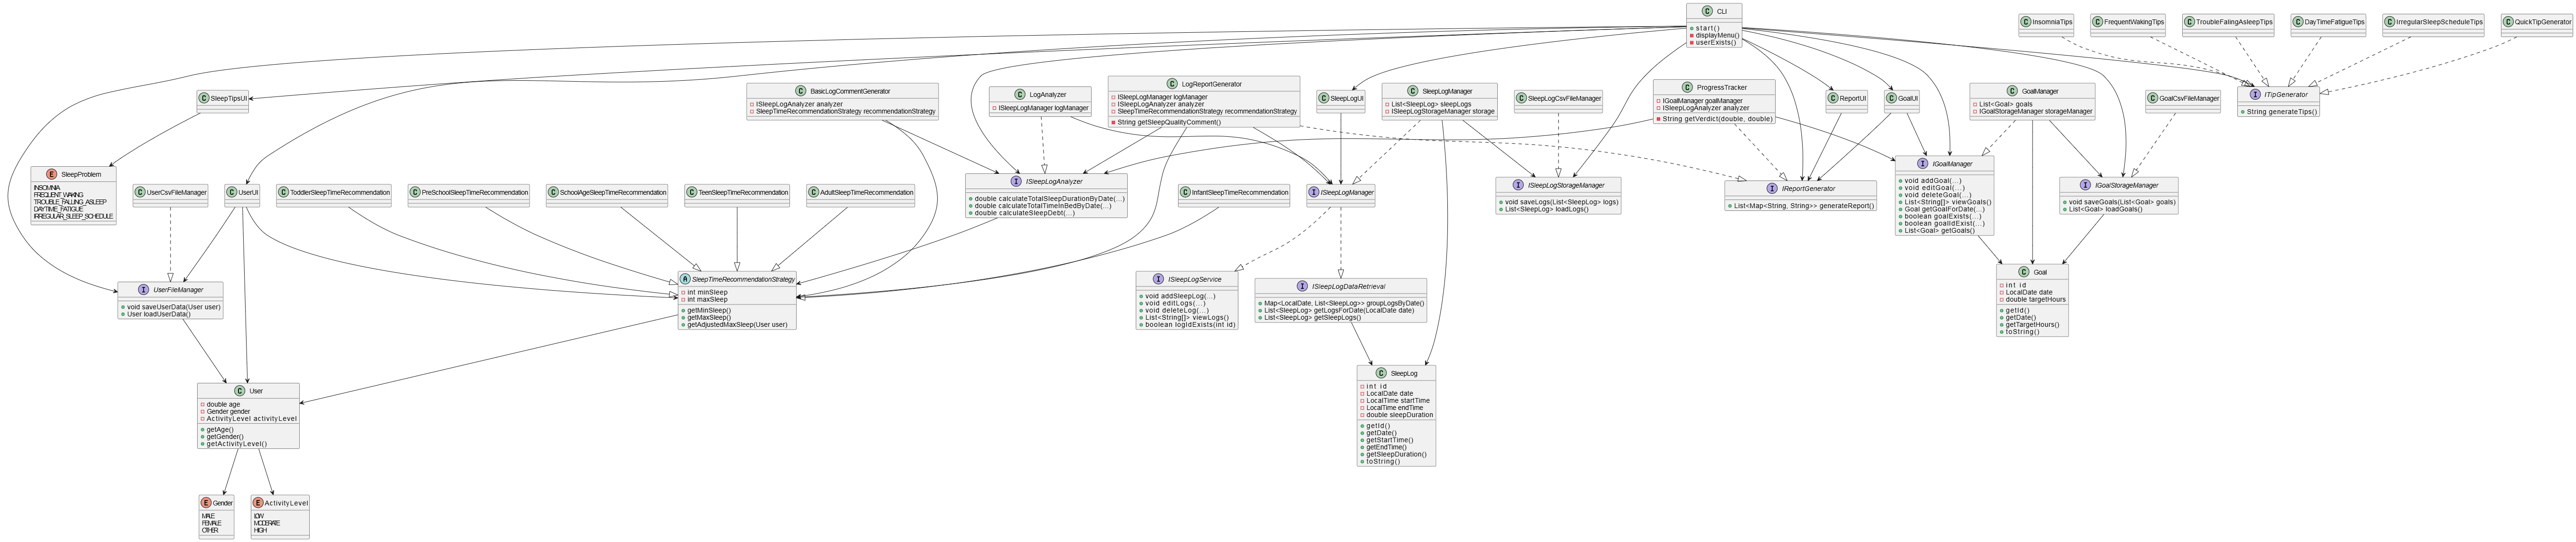 C CLI
start()
displayMenu()
userExists()
C InsomniaTips
C FrequentWakingTips
C TroubleFallingAsleepTips
C DayTimeFatigueTips
C IrregularSleepScheduleTips
C QuickTipGenerator
C SleepTipsUI
C BasicLogCommentGenerator
ISleepLogAnalyzer analyzer
SleepTimeRecommendationStrategy recommendationStrategy
C LogAnalyzer
ISleepLogManager logManager
C LogReportGenerator
ISleepLogManager logManager
ISleepLogAnalyzer analyzer
SleepTimeRecommendationStrategy recommendationStrategy
String getSleepQualityComment()
C SleepLogUI
C SleepLogManager
List<SleepLog> sleepLogs
ISleepLogStorageManager storage
C SleepLogCsvFileManager
C ProgressTracker
IGoalManager goalManager
ISleepLogAnalyzer analyzer
String getVerdict(double, double)
C ReportUI
C GoalUI
C GoalManager
List<Goal> goals
IGoalStorageManager storageManager
C GoalCsvFileManager
I ITipGenerator
String generateTips()
E SleepProblem
INSOMNIA
FREQUENT_WAKING
TROUBLE_FALLING_ASLEEP
DAYTIME_FATIGUE
IRREGULAR_SLEEP_SCHEDULE
C UserCsvFileManager
C UserUI
C ToddlerSleepTimeRecommendation
C PreSchoolSleepTimeRecommendation
C SchoolAgeSleepTimeRecommendation
C TeenSleepTimeRecommendation
C AdultSleepTimeRecommendation
I ISleepLogAnalyzer
double calculateTotalSleepDurationByDate(...)
double calculateTotalTimeInBedByDate(...)
double calculateSleepDebt(...)
C InfantSleepTimeRecommendation
I ISleepLogManager
I ISleepLogStorageManager
void saveLogs(List<SleepLog> logs)
List<SleepLog> loadLogs()
I IReportGenerator
List<Map<String, String>> generateReport()
I IGoalManager
void addGoal(...)
void editGoal(...)
void deleteGoal(...)
List<String[]> viewGoals()
Goal getGoalForDate(...)
boolean goalExists(...)
boolean goalIdExist(...)
List<Goal> getGoals()
I IGoalStorageManager
void saveGoals(List<Goal> goals)
List<Goal> loadGoals()
I UserFileManager
void saveUserData(User user)
User loadUserData()
A SleepTimeRecommendationStrategy
int minSleep
int maxSleep
getMinSleep()
getMaxSleep()
getAdjustedMaxSleep(User user)
I ISleepLogService
void addSleepLog(...)
void editLogs(...)
void deleteLog(...)
List<String[]> viewLogs()
boolean logIdExists(int id)
I ISleepLogDataRetrieval
Map<LocalDate, List<SleepLog>> groupLogsByDate()
List<SleepLog> getLogsForDate(LocalDate date)
List<SleepLog> getSleepLogs()
C Goal
int id
LocalDate date
double targetHours
getId()
getDate()
getTargetHours()
toString()
C User
double age
Gender gender
ActivityLevel activityLevel
getAge()
getGender()
getActivityLevel()
C SleepLog
int id
LocalDate date
LocalTime startTime
LocalTime endTime
double sleepDuration
getId()
getDate()
getStartTime()
getEndTime()
getSleepDuration()
toString()
E Gender
MALE
FEMALE
OTHER
E ActivityLevel
LOW
MODERATE
HIGH